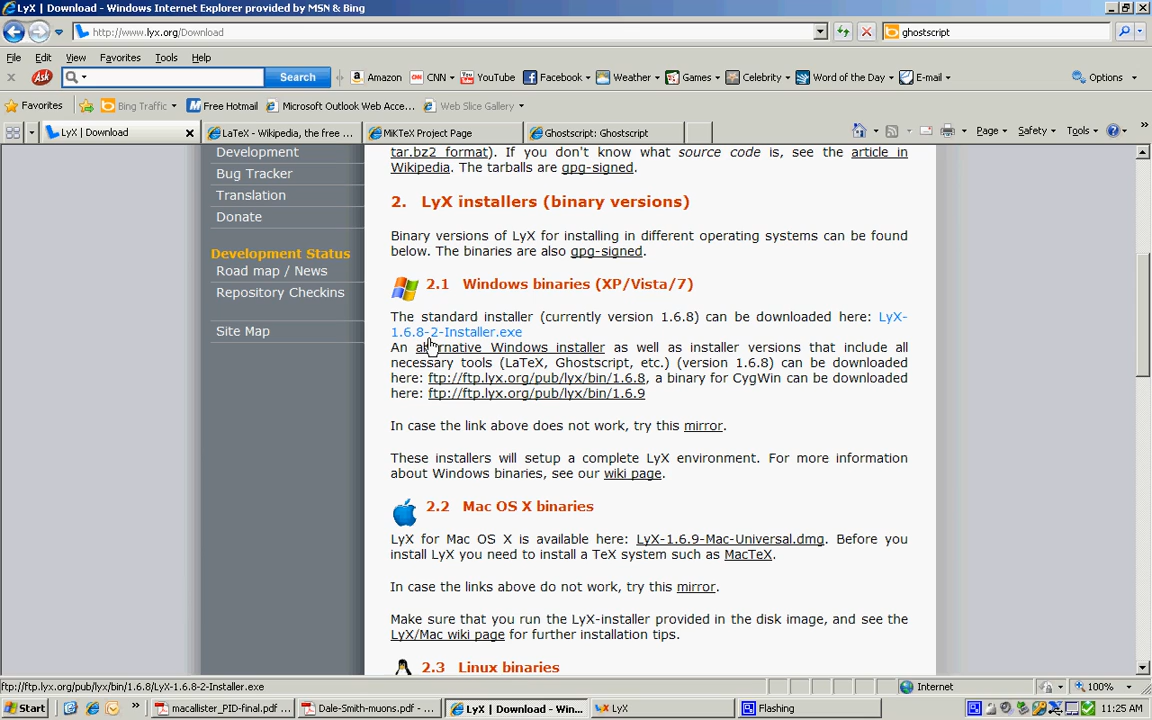 LyX | Download - Windows Internet Explorer provided by MSN & Bing
http://www.lyx.org/Download
ghostscript
File Edit View Favorites Tools Help
Ask Search Amazon CNN YouTube Facebook Weather Games Celebrity Word of the Day E-mail Options
Favorites Bing Traffic Free Hotmail Microsoft Outlook Web Acce... Web Slice Gallery
LyX | Download LaTeX - Wikipedia, the free ... MiKTeX Project Page Ghostscript: Ghostscript Page Safety Tools
Development
Bug Tracker
Translation
Donate
Development Status
Road map / News
Repository Checkins
Site Map
tar.bz2 format). If you don't know what source code is, see the article in
Wikipedia. The tarballs are gpg-signed.
2. LyX installers (binary versions)
Binary versions of LyX for installing in different operating systems can be found
below. The binaries are also gpg-signed.
2.1 Windows binaries (XP/Vista/7)
The standard installer (currently version 1.6.8) can be downloaded here: LyX-
1.6.8-2-Installer.exe
An alternative Windows installer as well as installer versions that include all
necessary tools (LaTeX, Ghostscript, etc.) (version 1.6.8) can be downloaded
here: ftp://ftp.lyx.org/pub/lyx/bin/1.6.8, a binary for CygWin can be downloaded
here: ftp://ftp.lyx.org/pub/lyx/bin/1.6.9
In case the link above does not work, try this mirror.
These installers will setup a complete LyX environment. For more information
about Windows binaries, see our wiki page.
2.2 Mac OS X binaries
LyX for Mac OS X is available here: LyX-1.6.9-Mac-Universal.dmg. Before you
install LyX you need to install a TeX system such as MacTeX.
In case the links above do not work, try this mirror.
Make sure that you run the LyX-installer provided in the disk image, and see the
LyX/Mac wiki page for further installation tips.
2.3 Linux binaries
ftp://ftp.lyx.org/pub/lyx/bin/1.6.8/LyX-1.6.8-2-Installer.exe
Internet 100%
Start macallister_PID-final.pdf ... Dale-Smith-muons.pdf - ... LyX | Download - Win... LyX Flashing 11:25 AM